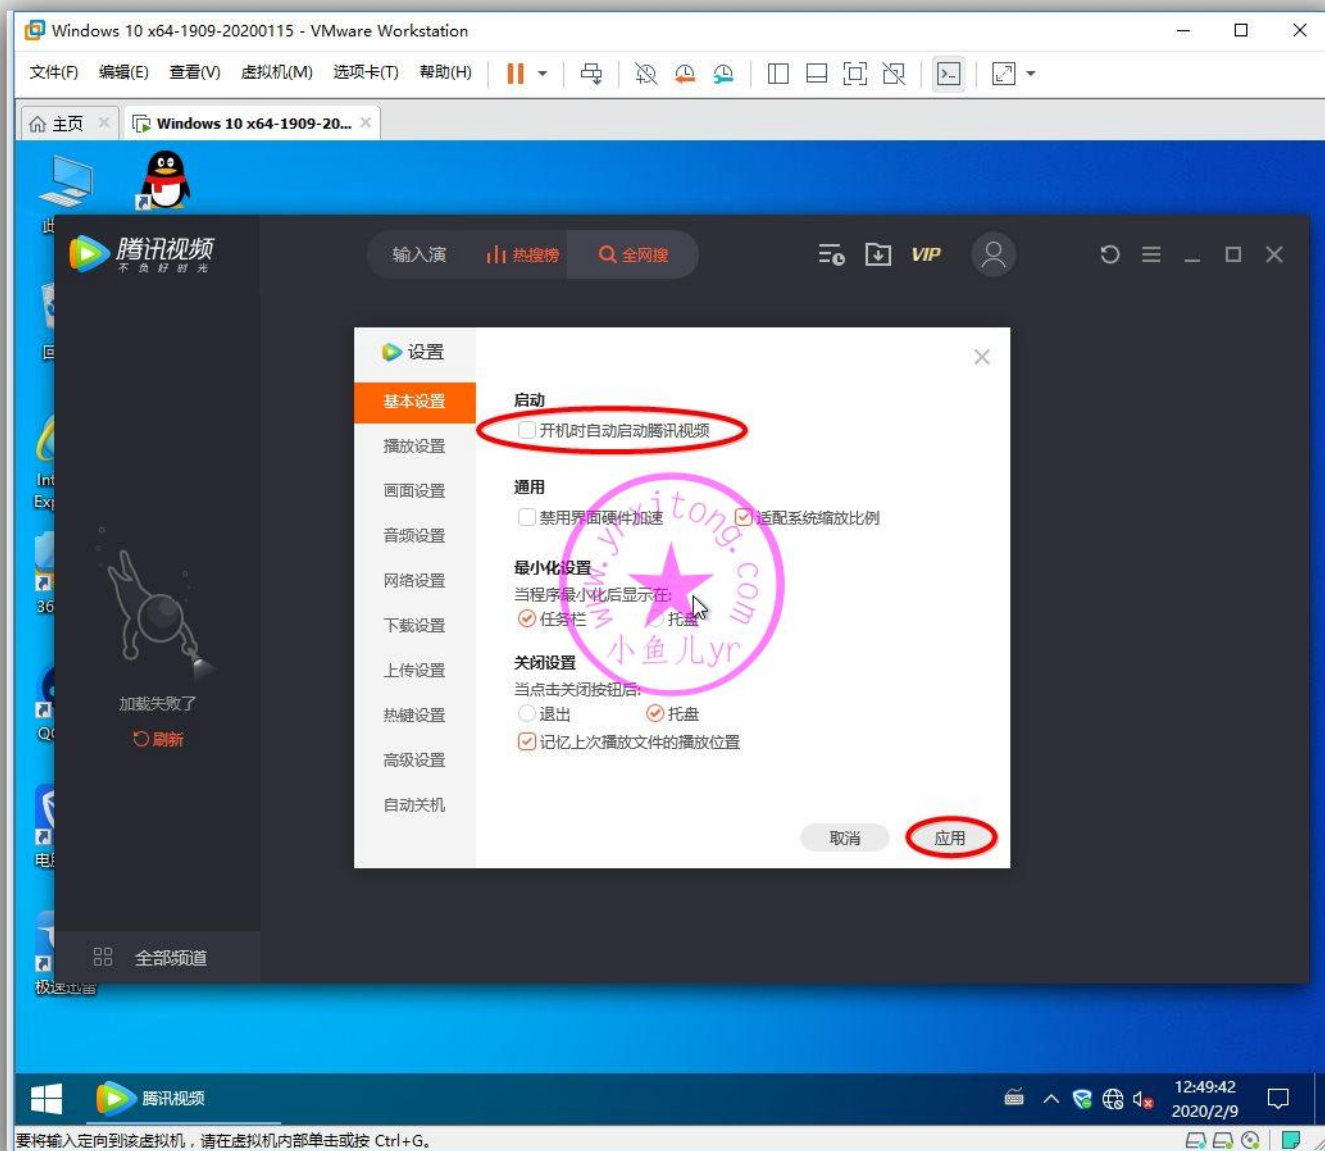 Windows 10 x64-1909-20200115 - VMware Workstation
文件(F) 编辑(E) 查看(V) 虚拟机(M) 选项卡(T) 帮助(H)
主页 Windows 10 x64-1909-20...
腾讯视频
不负好时光
输入演 热搜榜 全网搜 VIP
设置
基本设置
播放设置
画面设置
音频设置
网络设置
下载设置
上传设置
热键设置
高级设置
自动关机
启动
开机时自动启动腾讯视频
通用
禁用界面硬件加速 适配系统缩放比例
最小化设置
当程序最小化后显示在:
任务栏 托盘
关闭设置
当点击关闭按钮后:
退出 托盘
记忆上次播放文件的播放位置
取消 应用
www.yrxitong.com
小鱼儿yr
Int
36
加载失败了
刷新
全部频道
极速迅雷
腾讯视频
12:49:42
2020/2/9
要将输入定向到该虚拟机，请在虚拟机内部单击或按 Ctrl+G。